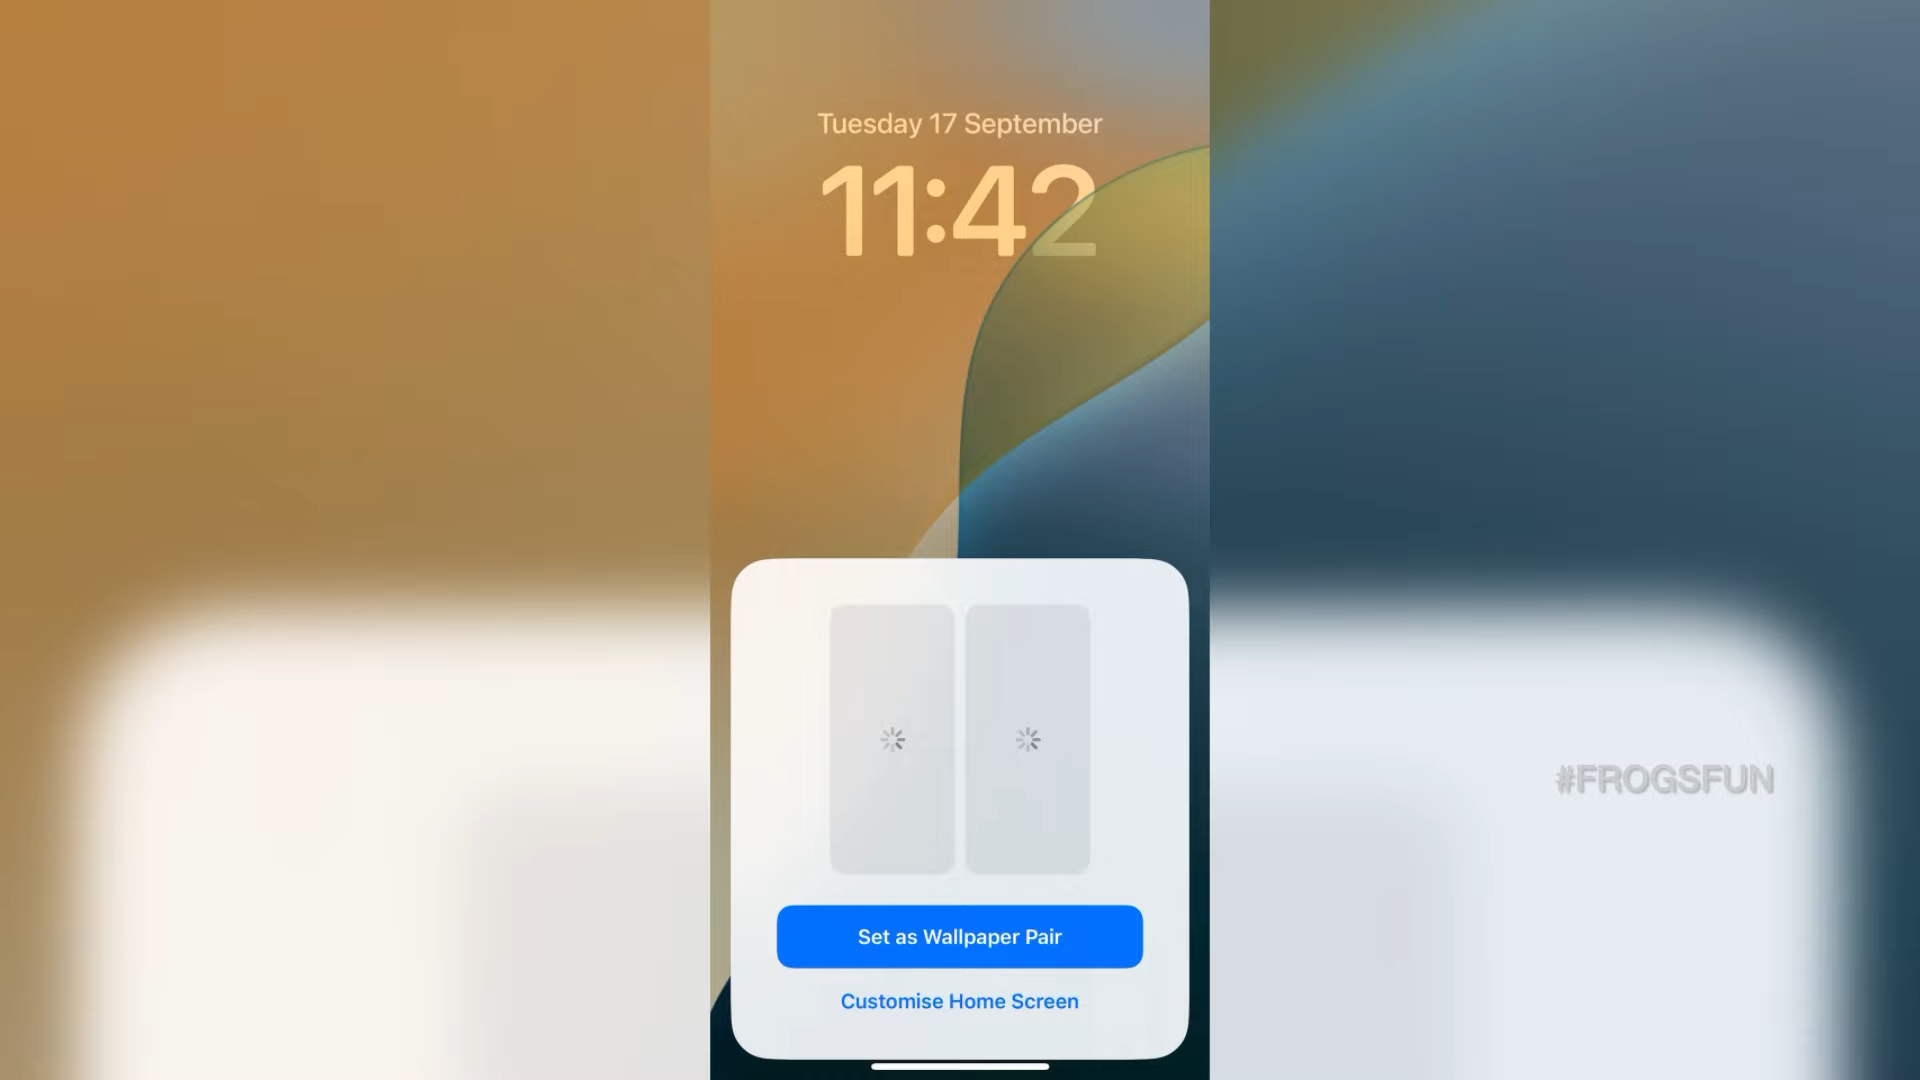 Tuesday 17 September
11:42
#FROGSFUN
Set as Wallpaper Pair
Customise Home Screen